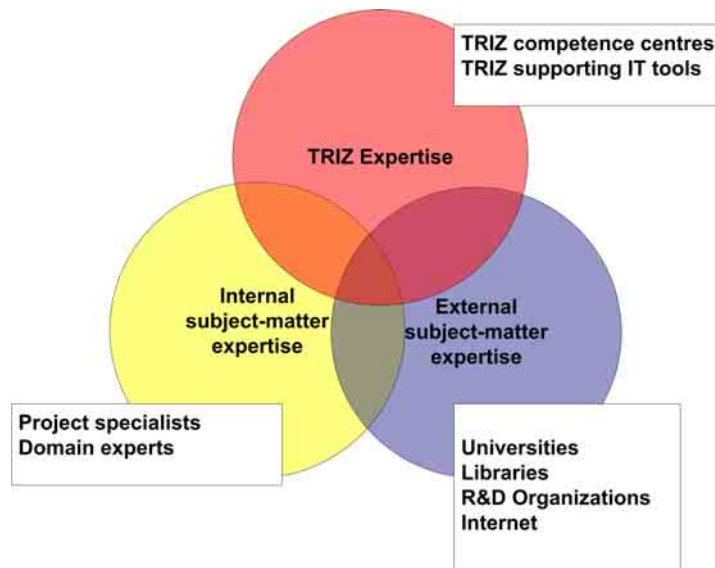 TRIZ competence centres
TRIZ supporting IT tools
TRIZ Expertise
Internal
subject-matter
expertise
External
subject-matter
expertise
Project specialists
Domain experts
Universities
Libraries
R&D Organizations
Internet